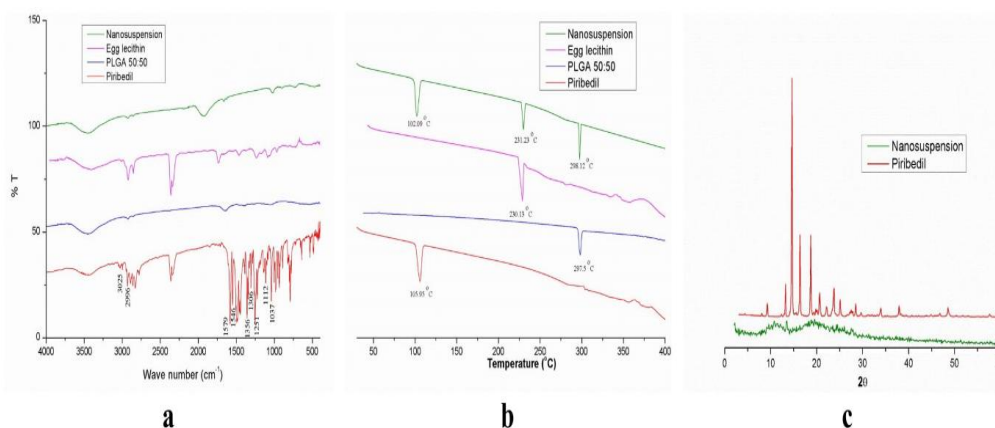 150
100
50
0
% T
Nanosuspension
Egg lecithin
PLGA 50:50
Piribedil
3025
2996
1579
1546
1356
1306
1251
1112
1037
4000 3500 3000 2500 2000 1500 1000 500
Wave number (cm⁻¹)
a
Nanosuspension
Egg lecithin
PLGA 50:50
Piribedil
102.09 °C
231.23 °C
298.12 °C
230.13 °C
297.5 °C
105.93 °C
50 100 150 200 250 300 350 400
Temperature (°C)
b
Nanosuspension
Piribedil
0 10 20 30 40 50
2θ
c